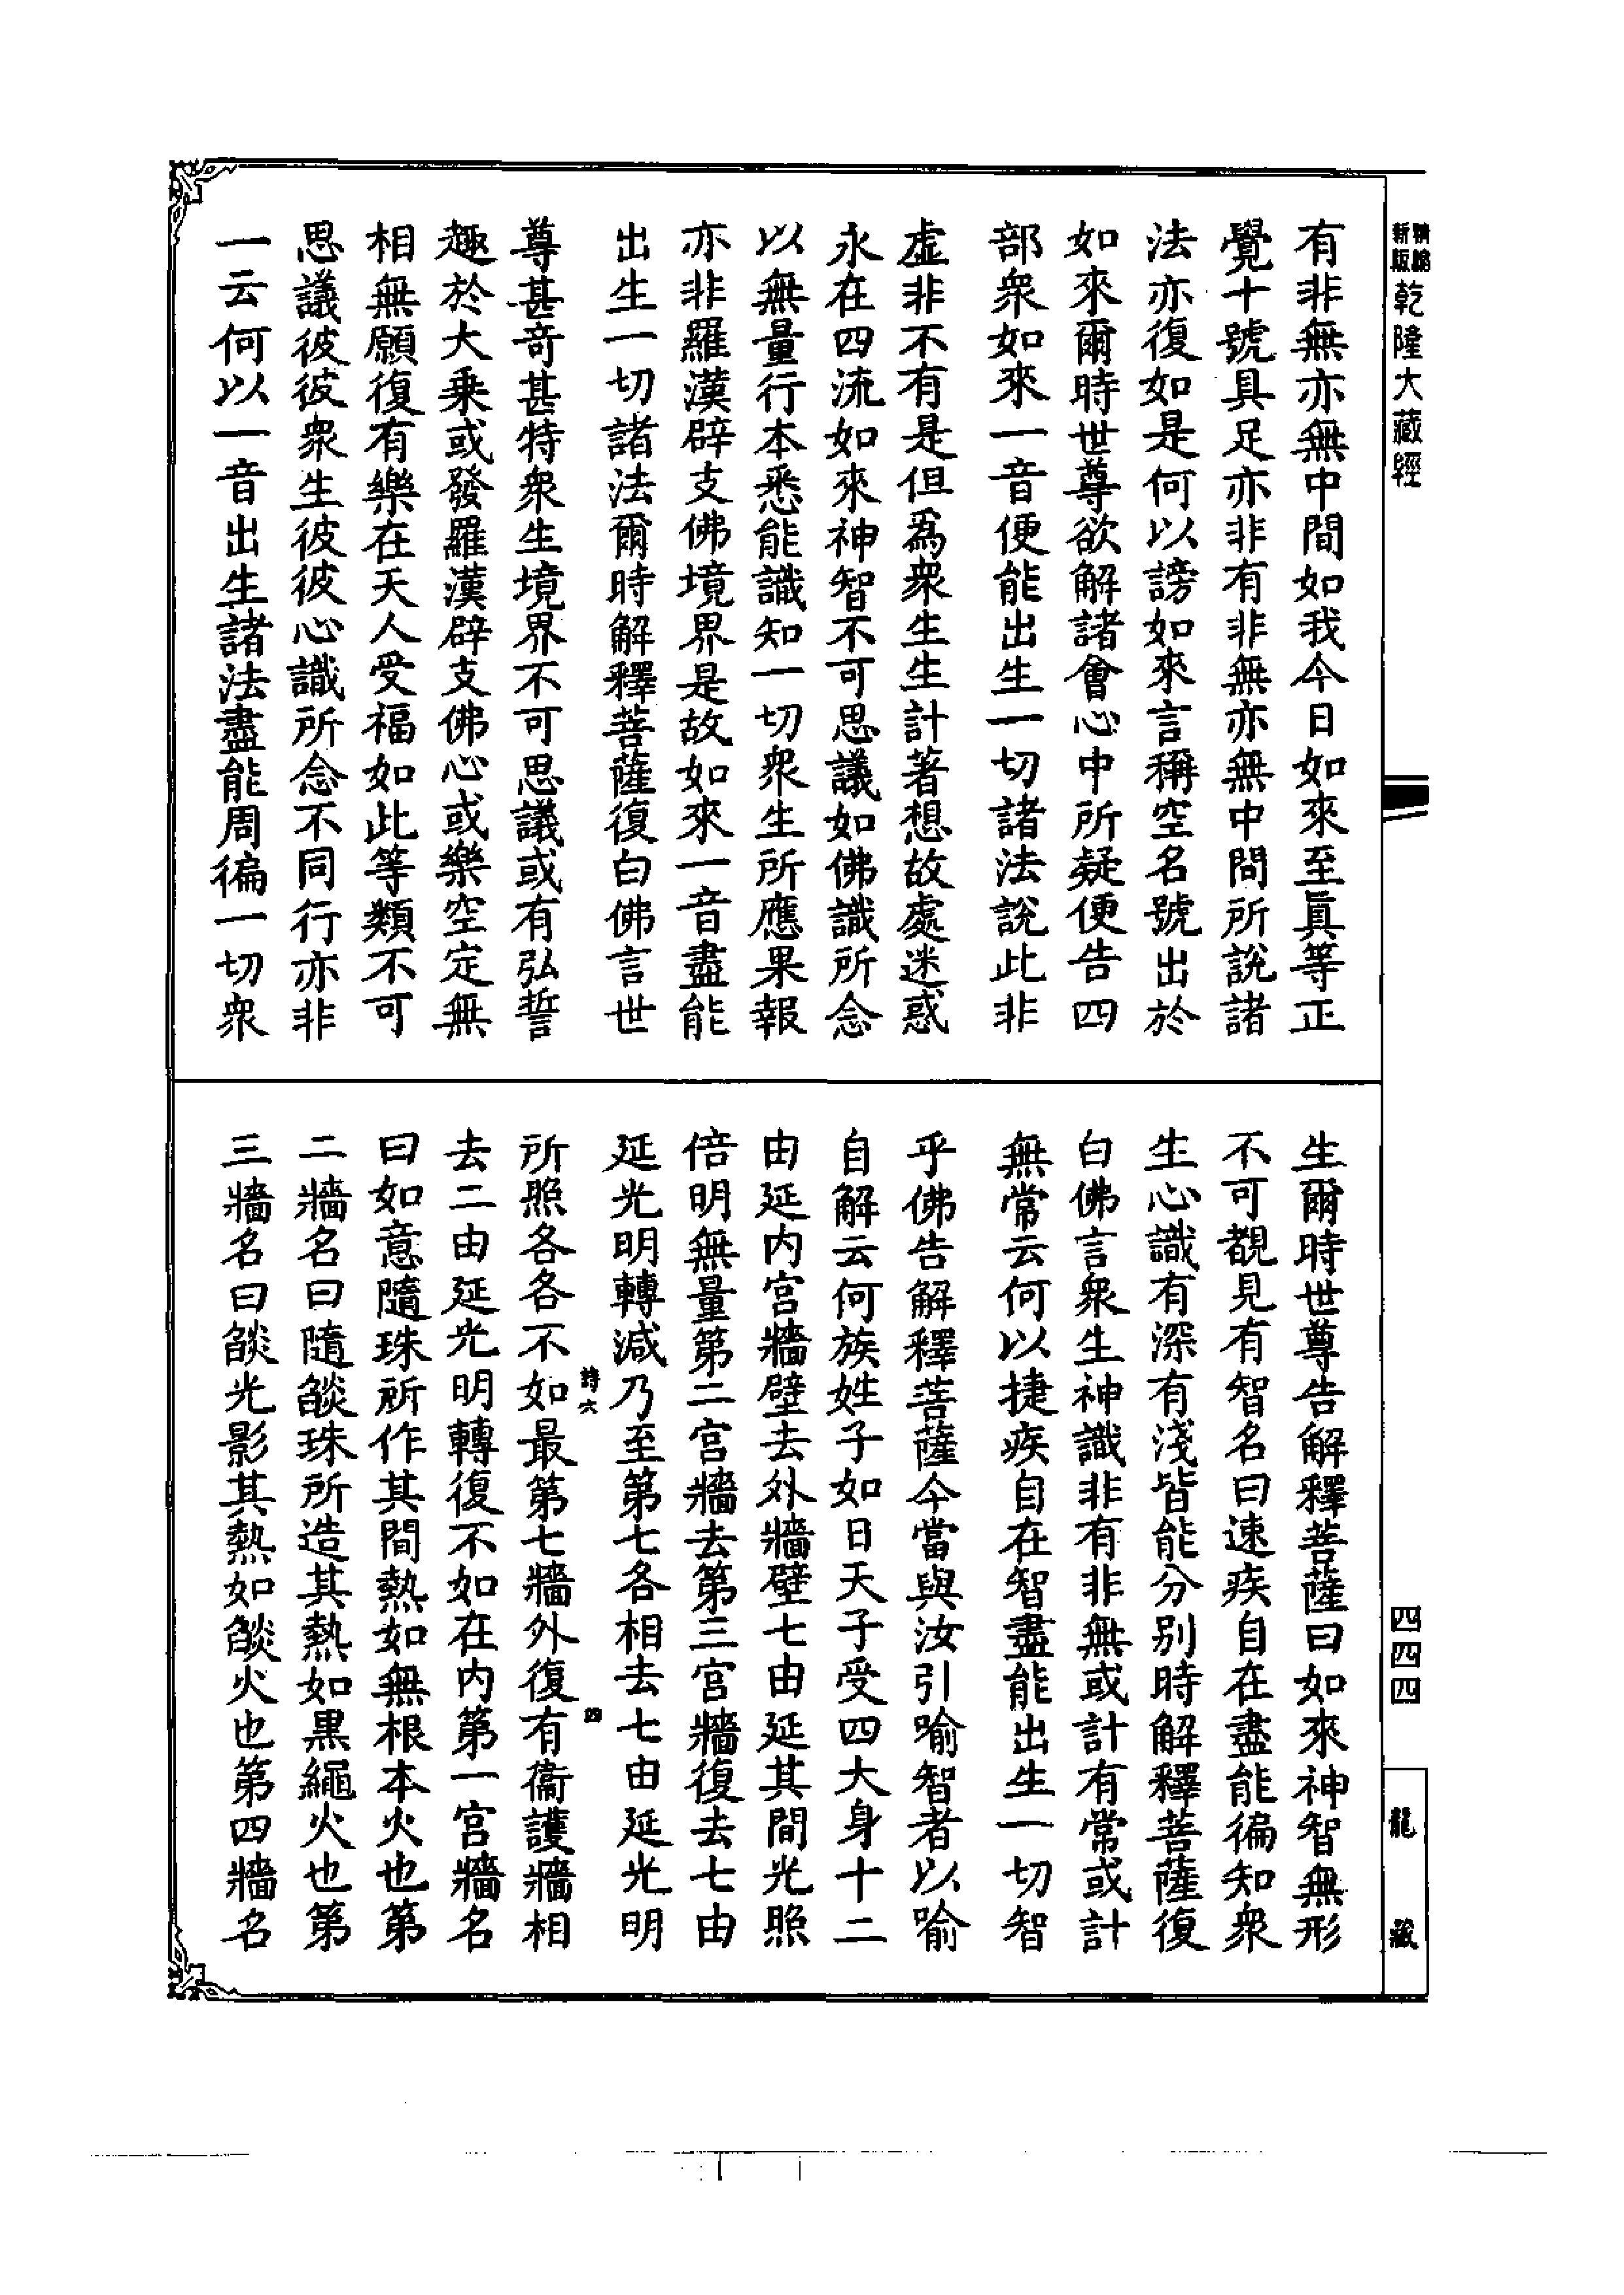 新編縮版乾隆大藏經
四四四
龍藏
有非無亦無中間如我今日如來至眞等正
覺十號具足亦非有非無亦無中間所說諸
法亦復如是何以謗如來言稱空名號出於
如來爾時世尊欲解諸會心中所疑便告四
部衆如來一音便能出生一切諸法說此非
虛非不有是但爲衆生生計著想故處迷惑
永在四流如來神智不可思議如佛識所念
以無量行本悉能識知一切衆生所應果報
亦非羅漢辟支佛境界是故如來一音盡能
出生一切諸法爾時解釋菩薩復白佛言世
尊甚奇甚特衆生境界不可思議或有弘誓
趣於大乘或發羅漢辟支佛心或樂空定無
相無願復有樂在天人受福如此等類不可
思議彼彼衆生彼彼心識所念不同行亦非
一云何以一音出生諸法盡能周徧一切衆
生爾時世尊告解釋菩薩曰如來神智無形
不可覩見有智名曰速疾自在盡能徧知衆
生心識有深有淺皆能分別時解釋菩薩復
白佛言衆生神識非有非無或計有常或計
無常云何以捷疾自在智盡能出生一切智
乎佛告解釋菩薩今當與汝引喻智者以喻
自解云何族姓子如日天子受四大身十二
由延內宮牆壁去外牆壁七由延其間光照
倍明無量第二宮牆去第三宮牆復去七由
延光明轉減乃至第七各相去七由延光明
詩六
四
所照各各不如最第七牆外復有衞護牆相
去二由延光明轉復不如在內第一宮牆名
曰如意隨珠所作其間熱如無根本火也第
二牆名曰隨燄珠所造其熱如黑繩火也第
三牆名曰燄光影其熱如燄火也第四牆名